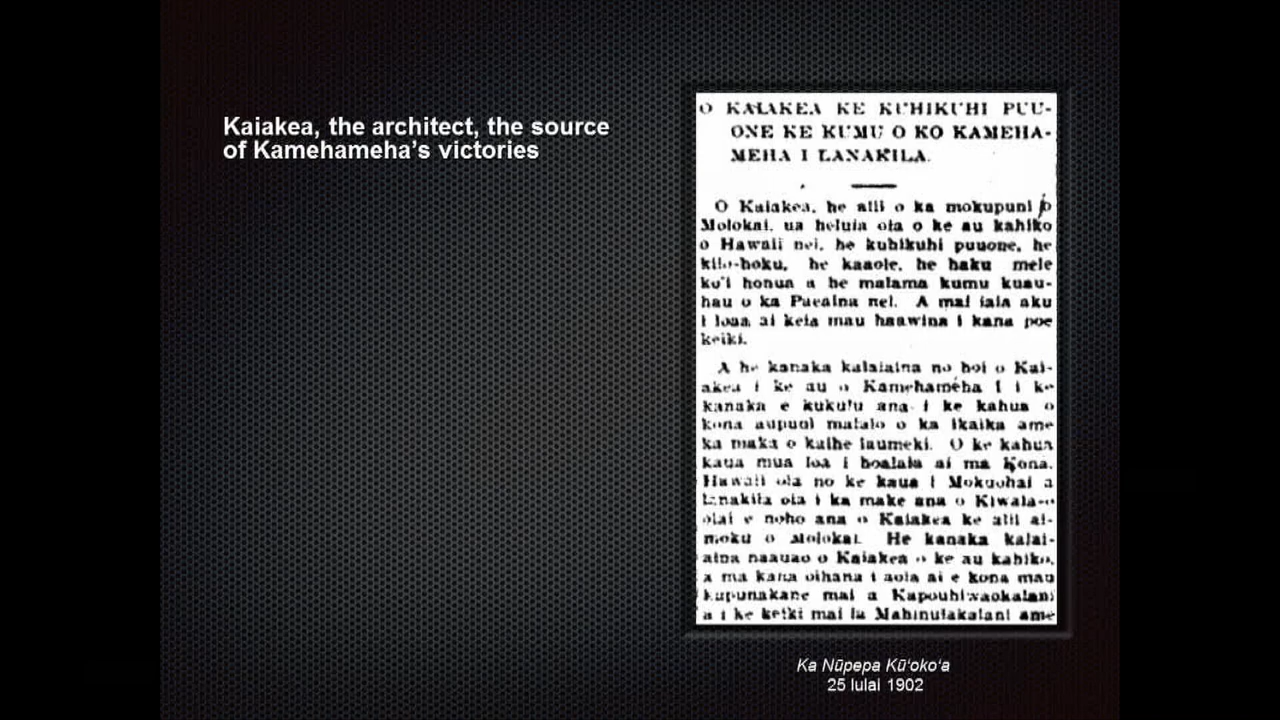 Kaiakea, the architect, the source
of Kamehameha’s victories
O KAIAKEA KE KUHIKUHI PUU-
ONE KE KUMU O KO KAMEHA-
MEHA I LANAKILA.
O Kaiakea, he alii o ka mokupuni o
Molokai, ua heluia oia o ke au kahiko
o Hawaii nei, he kuhikuhi puuone, he
kilo-hoku, he kaaole, he haku mele
ko'i honua a he malama kumu kuau-
hau o ka Paeaina nei. A mai iaia aku
i loaa ai keia mau haawina i kana poe
keiki.
A he kanaka kalaiaina no hoi o Kai-
akea i ke au o Kamehameha I i ke
kanaka e kukulu ana i ke kahua o
kona aupuni malalo o ka ikaika ame
ka maka o kaihe laumeki. O ke kahua
kaua mua loa i hoalala ai ma Kona,
Hawaii oia no ke kaua i Mokuohai a
lanakila oia i ka make ana o Kiwala-o
oiai e noho ana o Kaiakea ke alii ai-
moku o Molokai. He kanaka kalai-
aina naauao o Kaiakea o ke au kahiko,
a ma kana oihana i aoia ai e kona mau
kupunakane mai a Kapouhiwaokalani
a i ke keiki mai la Mahinulakalani ame
Ka Nūpepa Kūʻokoʻa
25 Iulai 1902